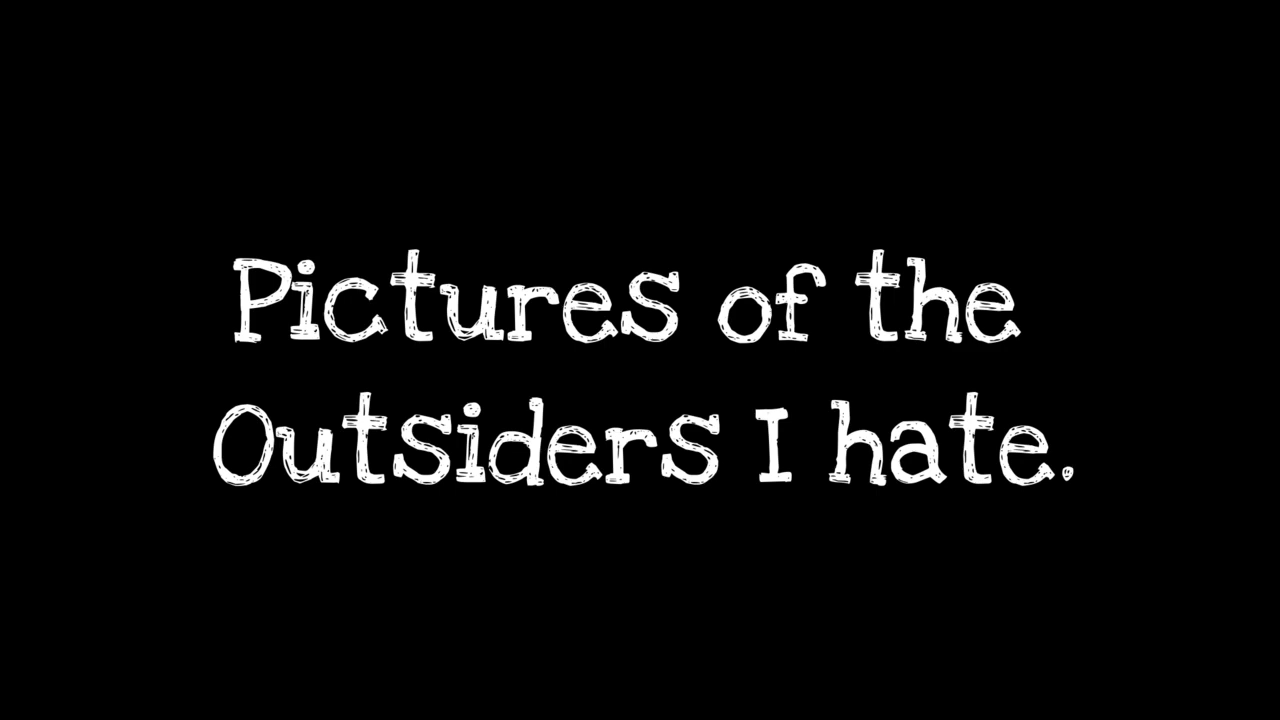 Pictures of the
Outsiders I hate.